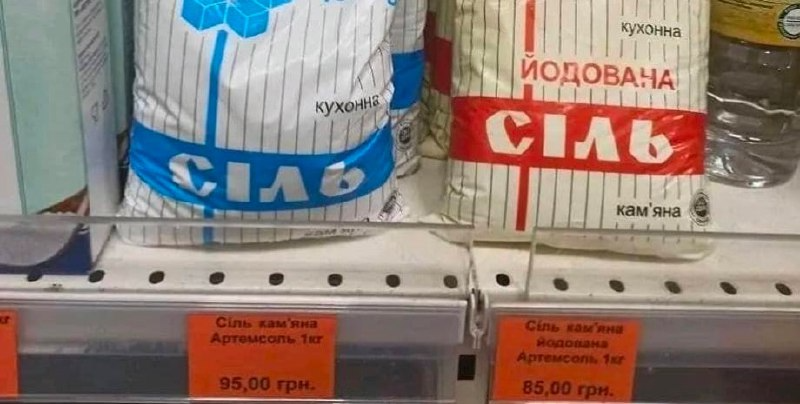 кухонна
СІЛЬ
кухонна
ЙОДОВАНА
СІЛЬ
кам'яна
Сіль кам'яна
Артемсоль 1кг
95,00 грн.
Сіль кам'яна
йодована
Артемсоль 1кг
85,00 грн.